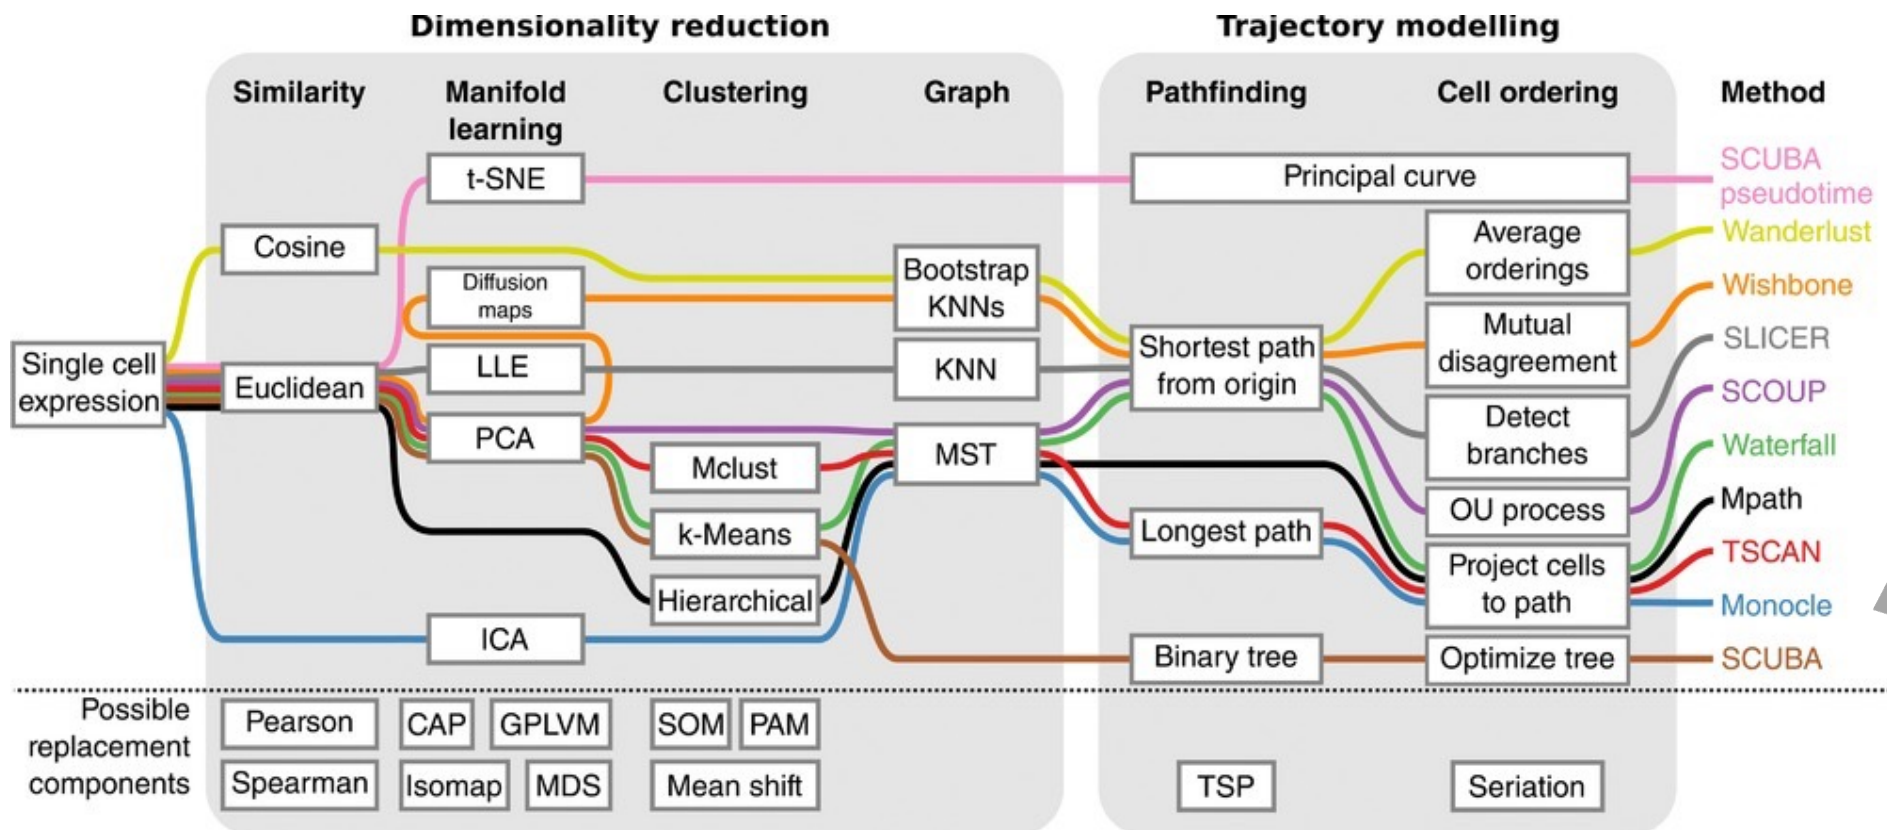 Dimensionality reduction
Trajectory modelling
Similarity
Manifold
learning
Clustering
Graph
Pathfinding
Cell ordering
Method
t-SNE
Principal curve
SCUBA
pseudotime
Cosine
Average
orderings
Wanderlust
Diffusion
maps
Bootstrap
KNNs
Wishbone
Single cell
expression
Euclidean
LLE
KNN
Shortest path
from origin
Mutual
disagreement
SLICER
PCA
Mclust
MST
Detect
branches
SCOUP
Waterfall
k-Means
Longest path
OU process
Mpath
Hierarchical
Project cells
to path
TSCAN
Monocle
ICA
Binary tree
Optimize tree
SCUBA
Possible
replacement
components
Pearson
CAP
GPLVM
SOM
PAM
Spearman
Isomap
MDS
Mean shift
TSP
Seriation